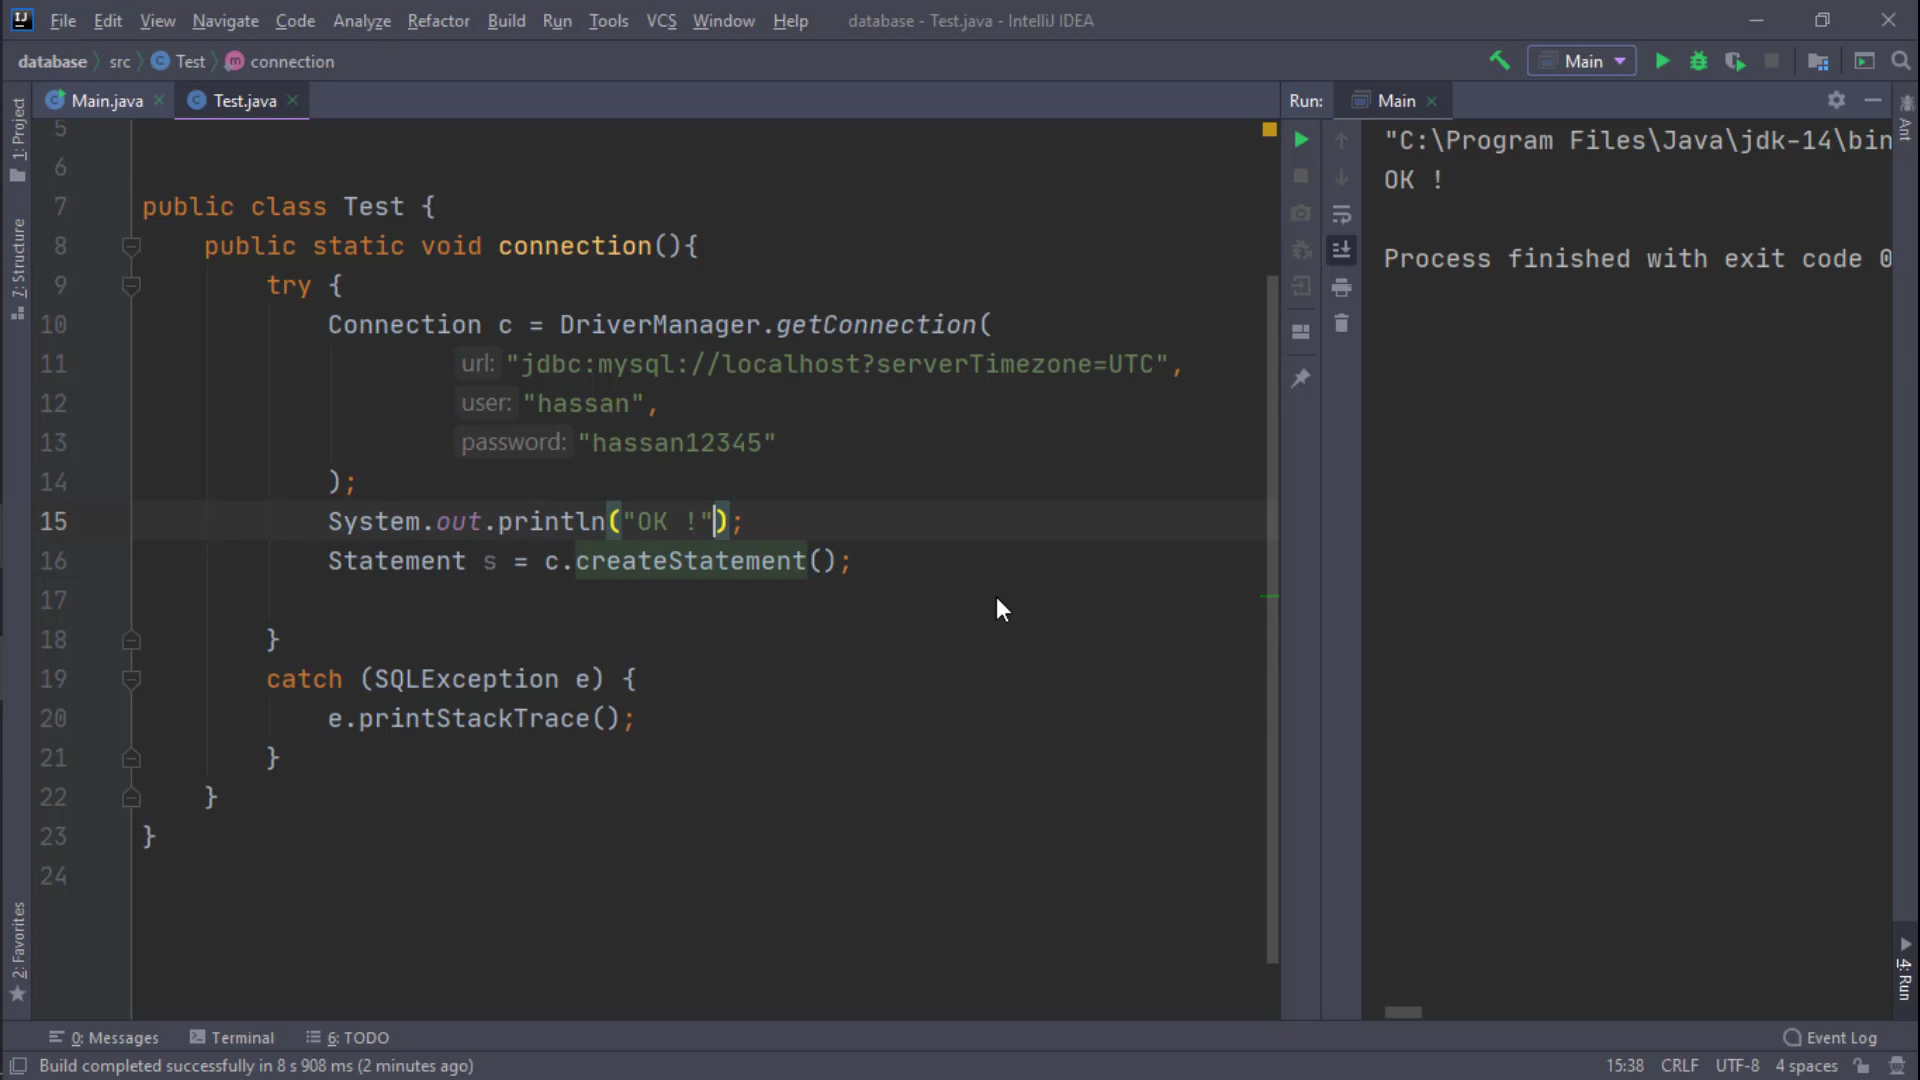 File Edit View Navigate Code Analyze Refactor Build Run Tools VCS Window Help database - Test.java - IntelliJ IDEA
database src Test connection Main
Main.java Test.java Run: Main
1: Project
7: Structure
2: Favorites
5
6
7 public class Test {
8 public static void connection(){
9 try {
10 Connection c = DriverManager.getConnection(
11 url: "jdbc:mysql://localhost?serverTimezone=UTC",
12 user: "hassan",
13 password: "hassan12345"
14 );
15 System.out.println("OK !");
16 Statement s = c.createStatement();
17
18 }
19 catch (SQLException e) {
20 e.printStackTrace();
21 }
22 }
23 }
24
"C:\Program Files\Java\jdk-14\bin
OK !
Process finished with exit code 0
Ant
4: Run
0: Messages Terminal 6: TODO Event Log
Build completed successfully in 8 s 908 ms (2 minutes ago) 15:38 CRLF UTF-8 4 spaces